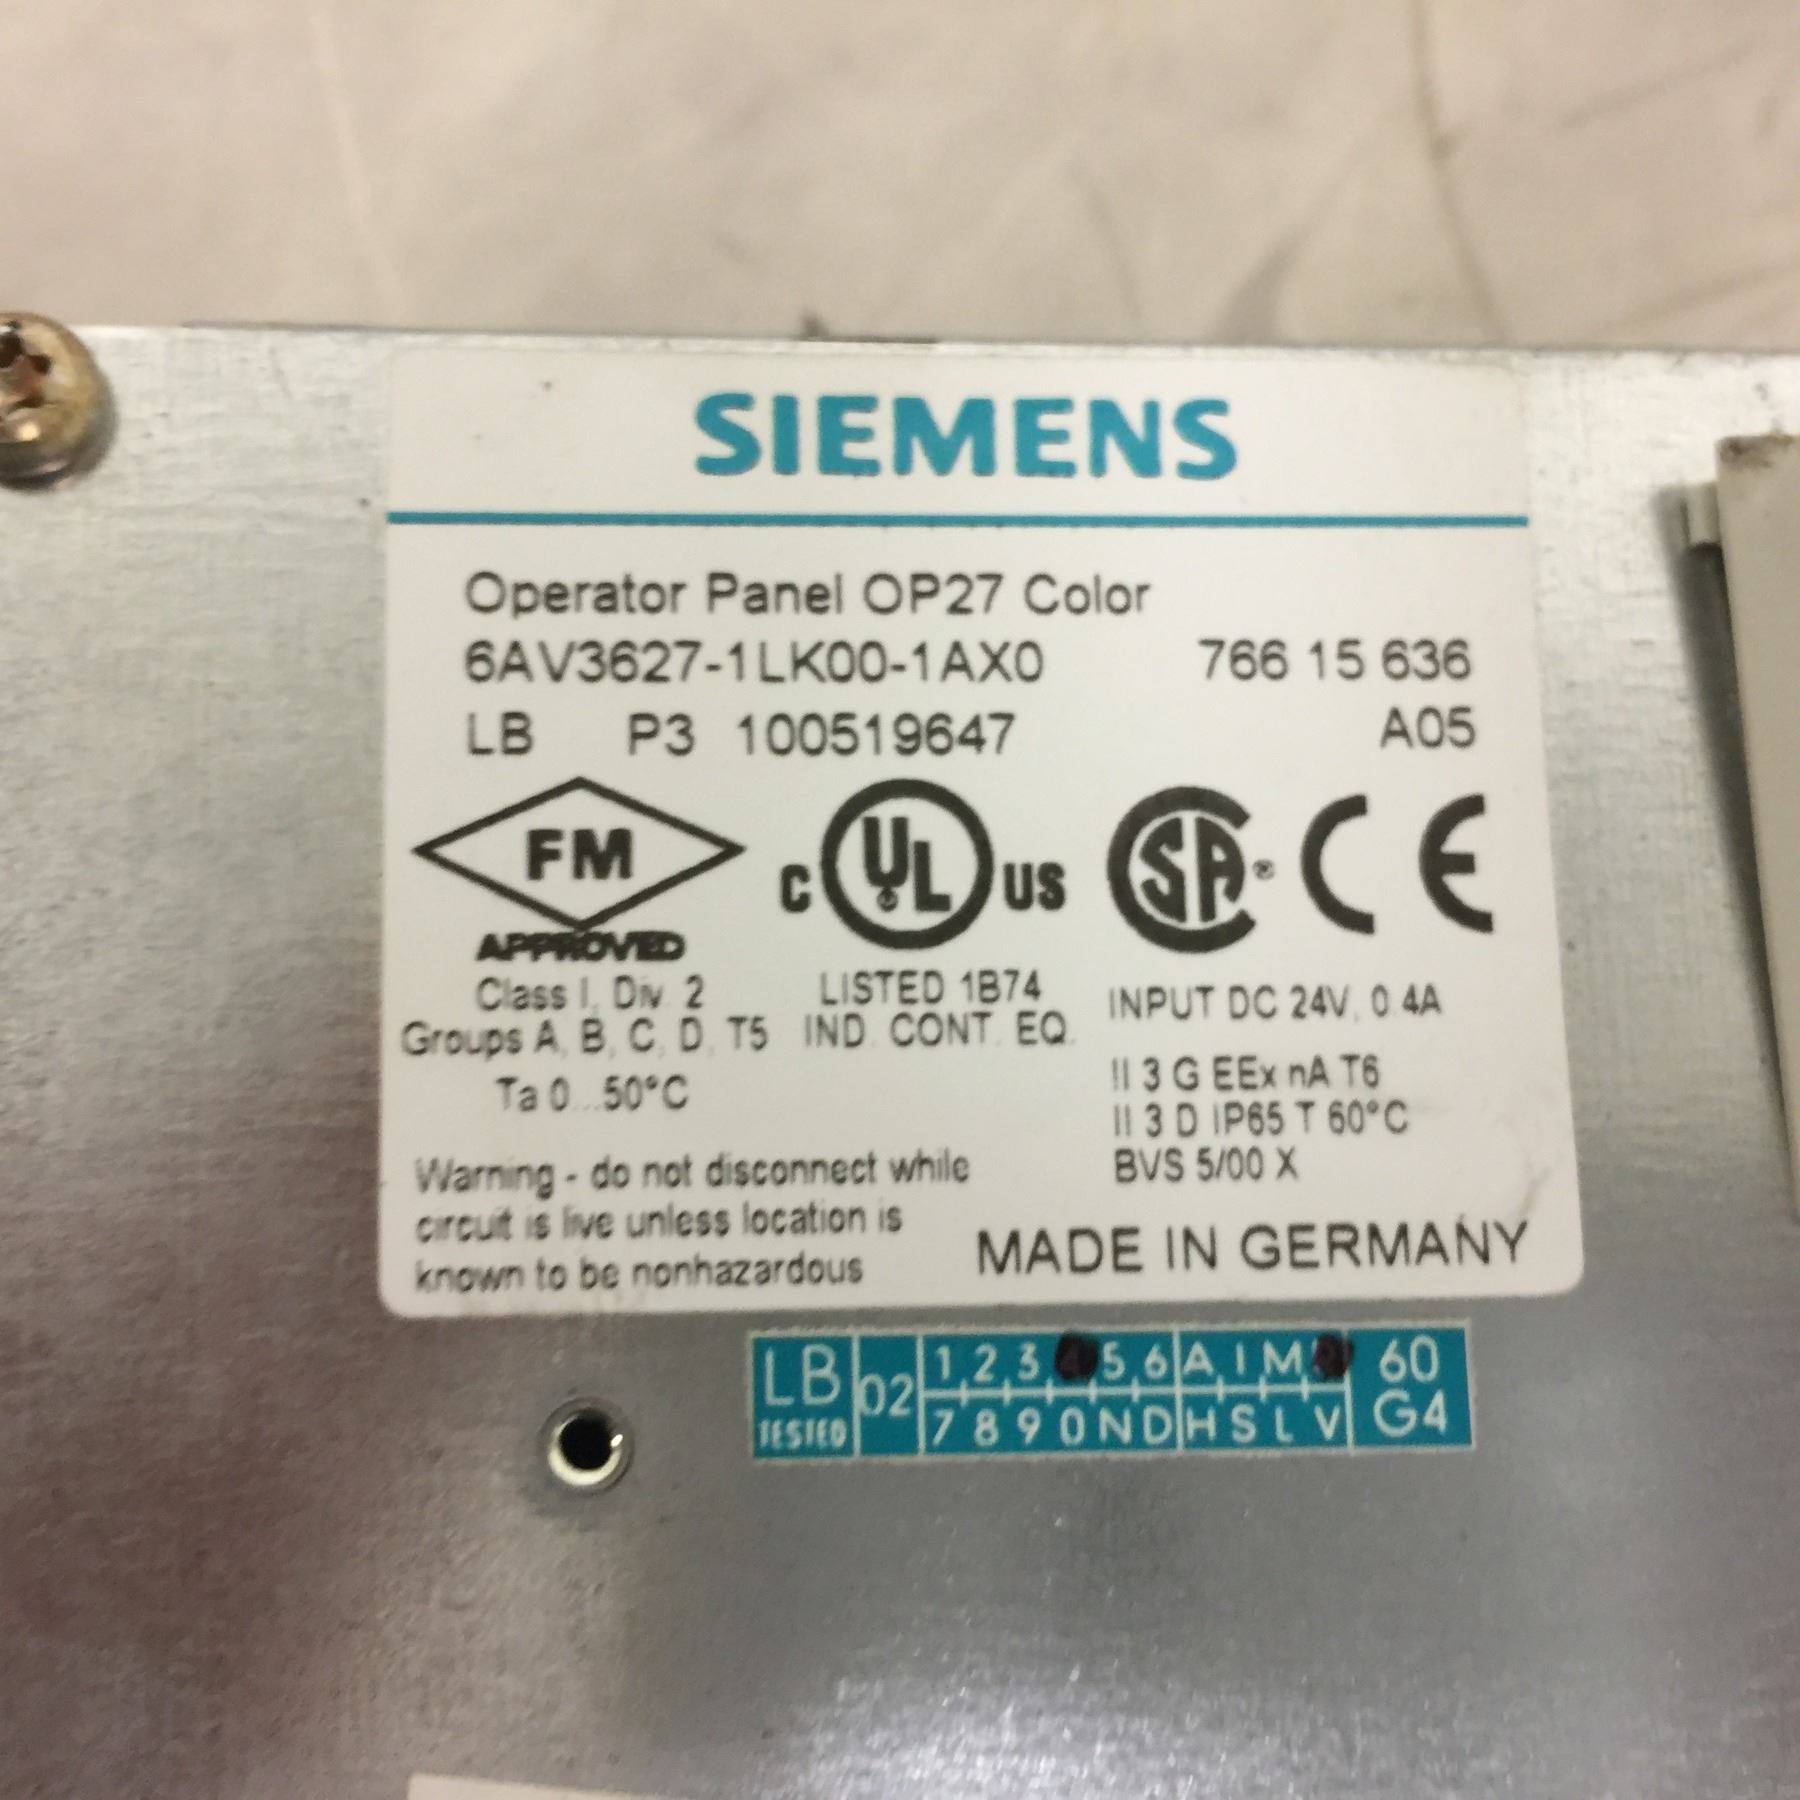 SIEMENS
Operator Panel OP27 Color
6AV3627-1LK00-1AX0 766 15 636
LB P3 100519647 A05
FM
APPROVED
Class I, Div. 2
Groups A, B, C, D, T5
Ta 0...50°C
C UL US
LISTED 1B74
IND. CONT. EQ.
SA® CE
INPUT DC 24V, 0.4A
II 3 G EEx nA T6
II 3 D IP65 T 60°C
BVS 5/00 X
Warning - do not disconnect while
circuit is live unless location is
known to be nonhazardous
MADE IN GERMANY
LB TESTED 02
1 2 3 5 6 A I M
7 8 9 0 N D H S L V
60
G4